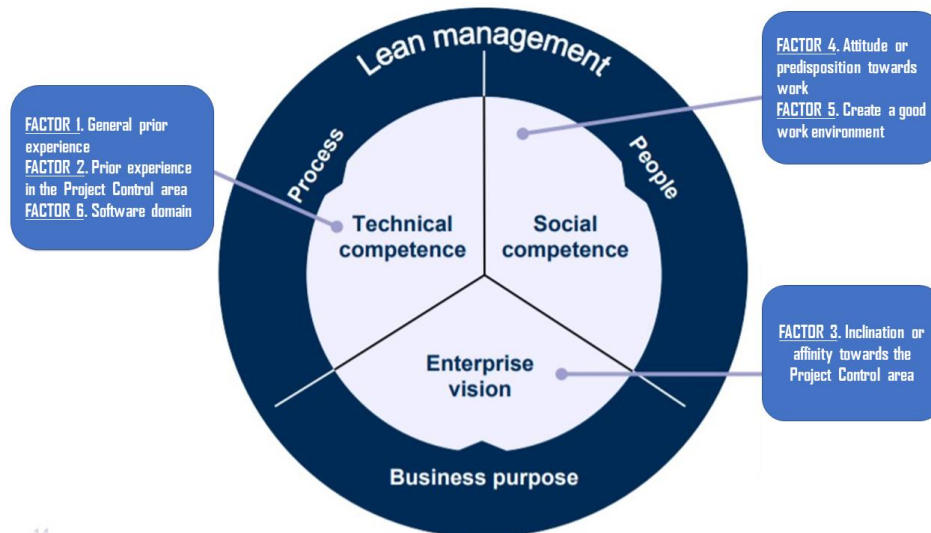 Lean management
FACTOR 1. General prior
experience
FACTOR 2. Prior experience
in the Project Control area
FACTOR 6. Software domain
FACTOR 4. Attitude or
predisposition towards
work
FACTOR 5. Create a good
work environment
Process
People
Technical
competence
Social
competence
Enterprise
vision
FACTOR 3. Inclination or
affinity towards the
Project Control area
Business purpose